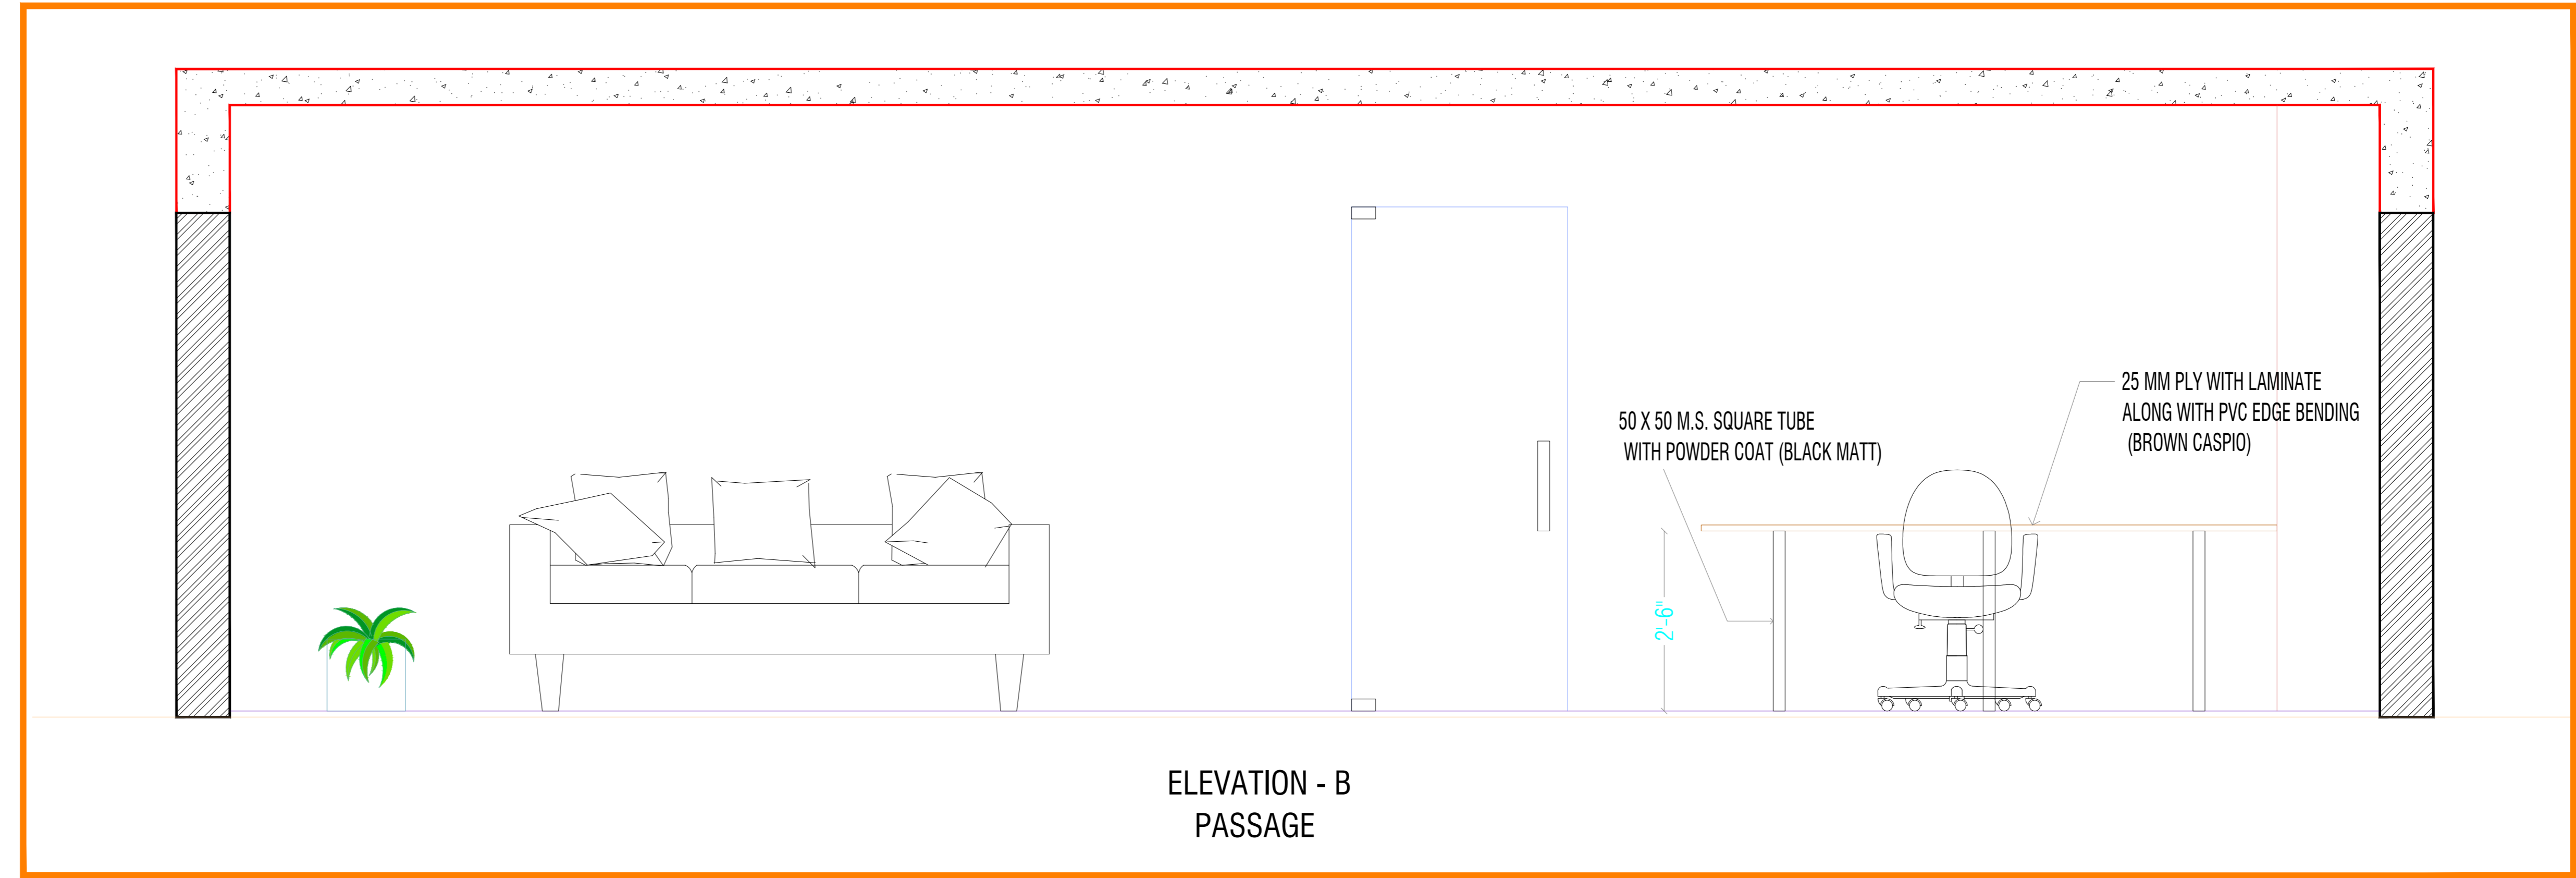 25 MM PLY WITH LAMINATE
ALONG WITH PVC EDGE BENDING
(BROWN CASPIO)
50 X 50 M.S. SQUARE TUBE
WITH POWDER COAT (BLACK MATT)
2'-6"
ELEVATION - B
PASSAGE